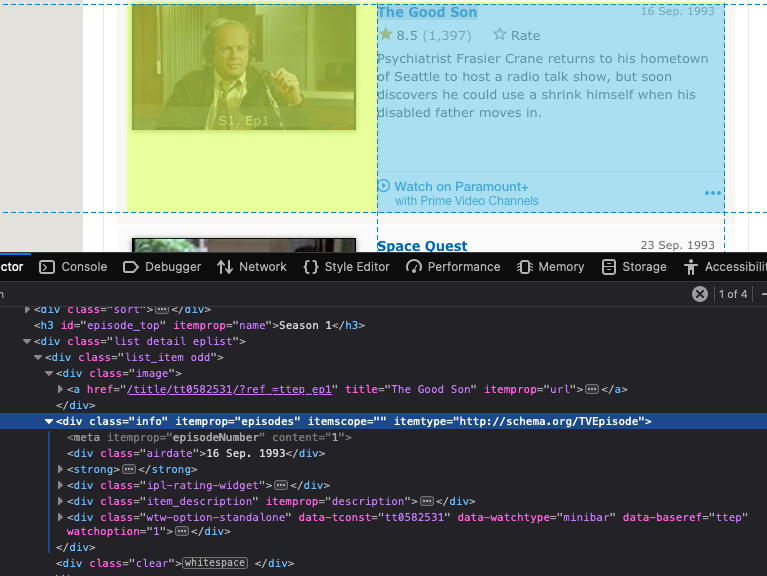 The Good Son
16 Sep. 1993
8.5 (1,397) Rate
Psychiatrist Frasier Crane returns to his hometown
of Seattle to host a radio talk show, but soon
discovers he could use a shrink himself when his
disabled father moves in.
S1, Ep1
Watch on Paramount+
with Prime Video Channels
Space Quest
23 Sep. 1993
ctor Console Debugger Network Style Editor Performance Memory Storage Accessibilit
n 1 of 4
<div class="sort"> </div>
<h3 id="episode_top" itemprop="name">Season 1</h3>
<div class="list detail eplist">
<div class="list_item odd">
<div class="image">
<a href="/title/tt0582531/?ref_=ttep_ep1" title="The Good Son" itemprop="url"> </a>
</div>
<div class="info" itemprop="episodes" itemscope="" itemtype="http://schema.org/TVEpisode">
<meta itemprop="episodeNumber" content="1">
<div class="airdate">16 Sep. 1993</div>
<strong> </strong>
<div class="ipl-rating-widget"> </div>
<div class="item_description" itemprop="description"> </div>
<div class="wtw-option-standalone" data-tconst="tt0582531" data-watchtype="minibar" data-baseref="ttep"
watchoption="1"> </div>
</div>
<div class="clear">whitespace </div>